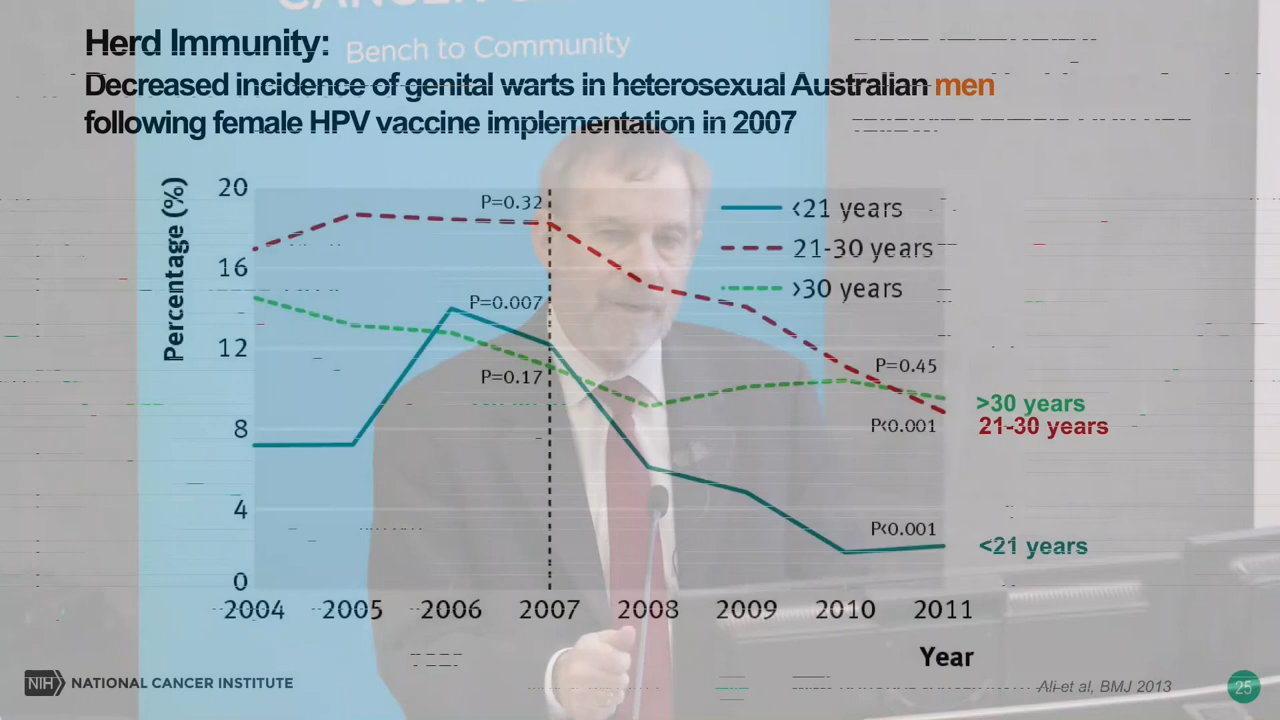 Herd Immunity:
Bench to Community
Decreased incidence of genital warts in heterosexual Australian men
following female HPV vaccine implementation in 2007
Percentage (%)
20
16
12
8
4
0
P=0.32
P=0.007
P=0.17
<21 years
21-30 years
>30 years
P=0.45
P<0.001
P<0.001
>30 years
21-30 years
<21 years
2004 2005 2006 2007 2008 2009 2010 2011
Year
NIH NATIONAL CANCER INSTITUTE
Ali et al, BMJ 2013
25